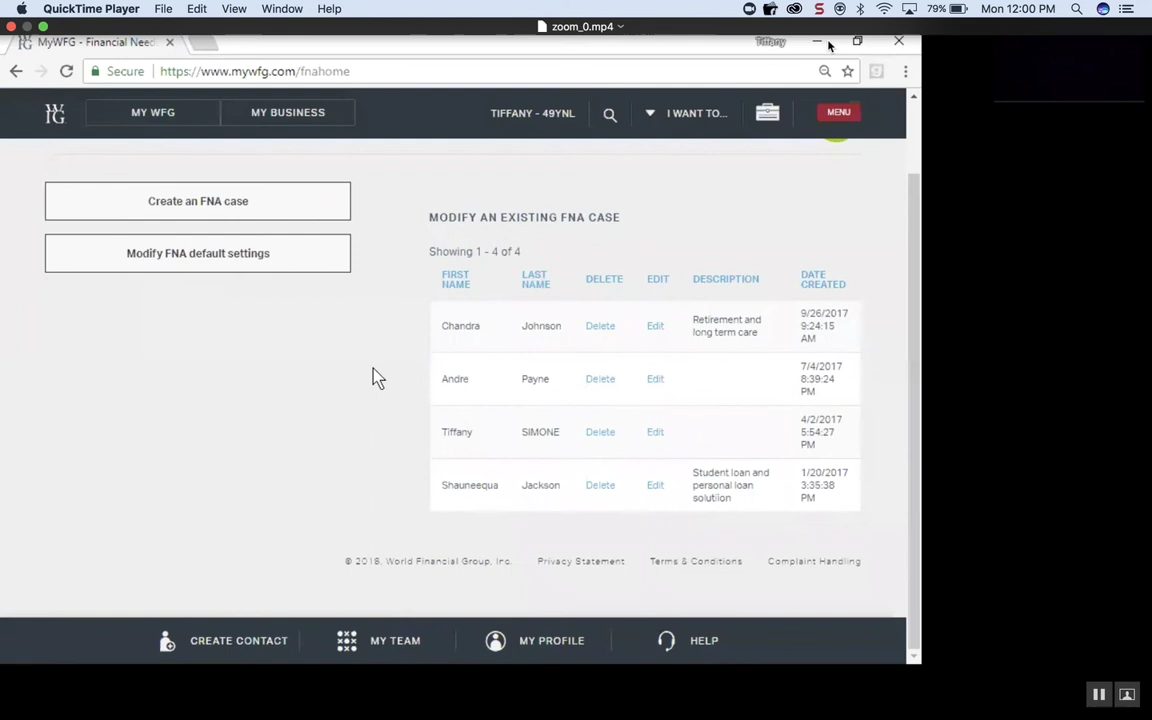 QuickTime Player File Edit View Window Help 79% Mon 12:00 PM
zoom_0.mp4
MyWFG - Financial Need: Tiffany
Secure https://www.mywfg.com/fnahome
WFG MY WFG MY BUSINESS TIFFANY - 49YNL I WANT TO... MENU
Create an FNA case
Modify FNA default settings
MODIFY AN EXISTING FNA CASE
Showing 1 - 4 of 4
FIRST NAME LAST NAME DELETE EDIT DESCRIPTION DATE CREATED
Chandra Johnson Delete Edit Retirement and long term care 9/26/2017 9:24:15 AM
Andre Payne Delete Edit 7/4/2017 8:39:24 PM
Tiffany SIMONE Delete Edit 4/2/2017 5:54:27 PM
Shauneequa Jackson Delete Edit Student loan and personal loan solutiion 1/20/2017 3:35:38 PM
© 2018, World Financial Group, Inc. Privacy Statement Terms & Conditions Complaint Handling
CREATE CONTACT MY TEAM MY PROFILE HELP